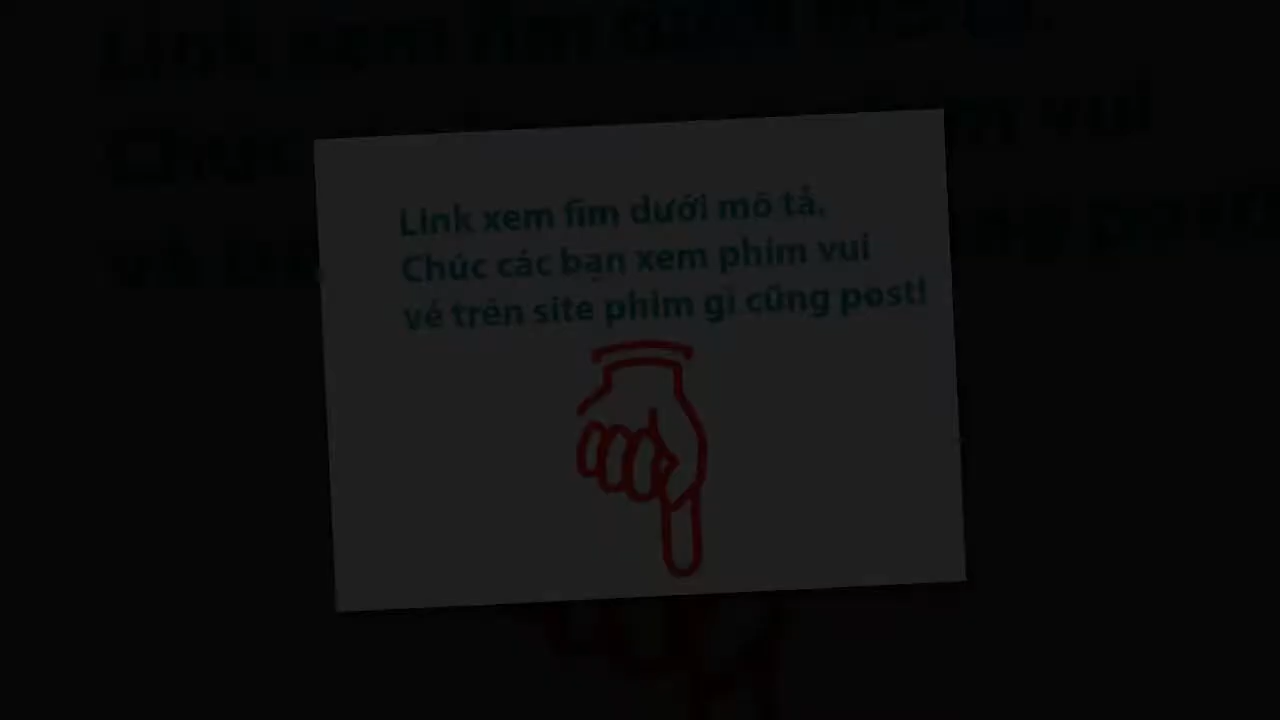 Link xem fim dưới mô tả.
Chúc các bạn xem phim vui
vẻ trên site phim gì cũng post!